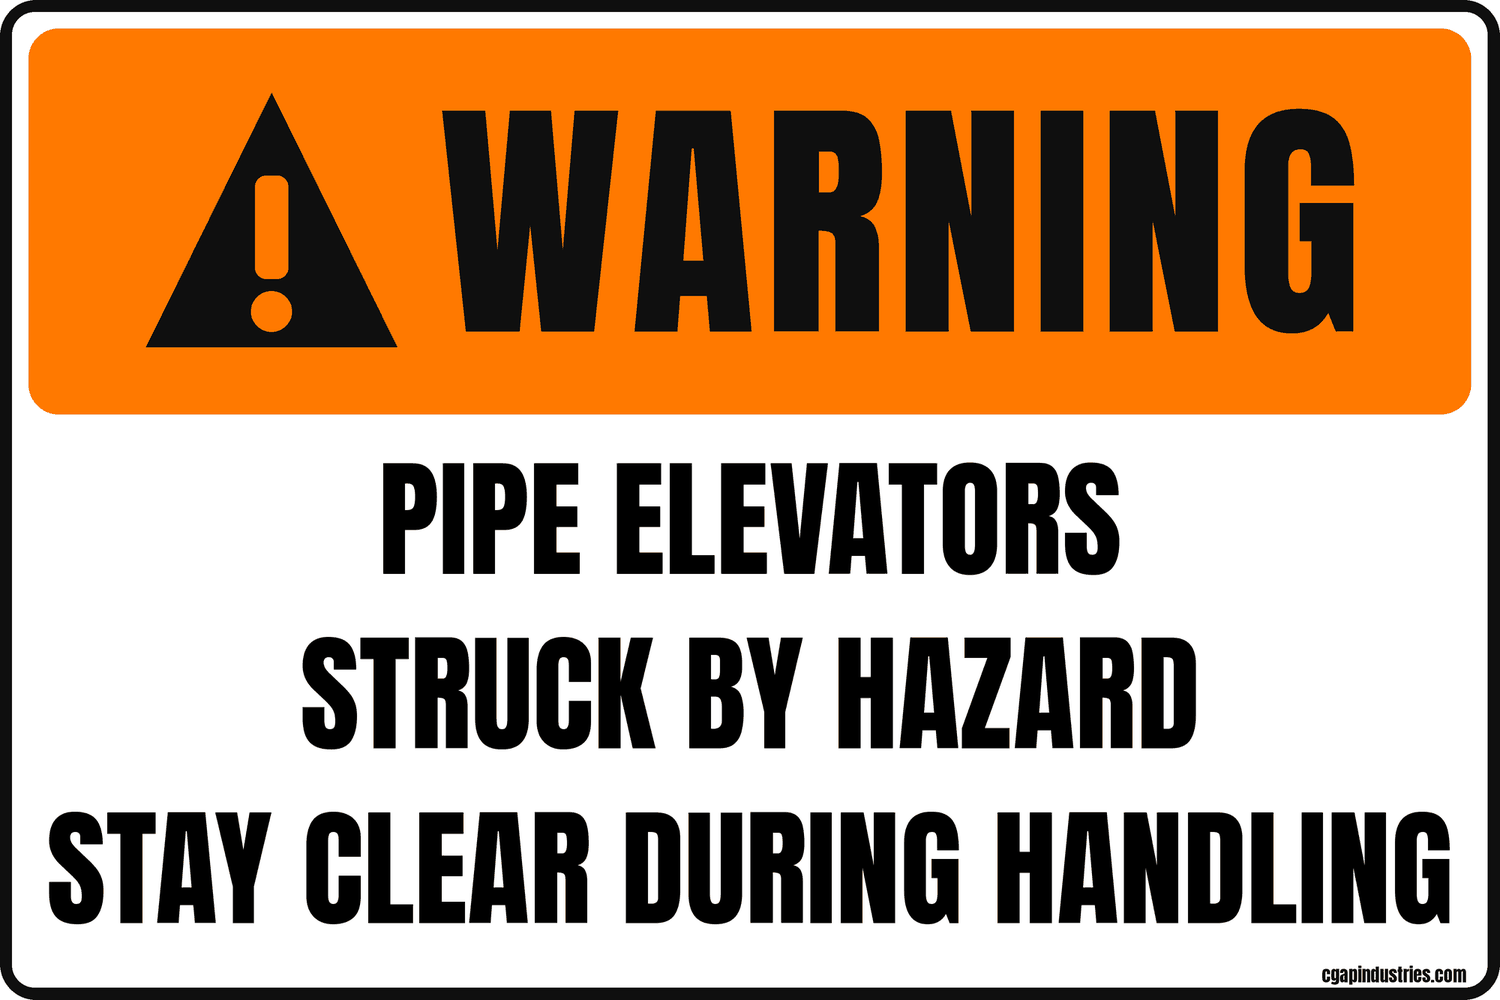 WARNING
PIPE ELEVATORS
STRUCK BY HAZARD
STAY CLEAR DURING HANDLING
cgapindustries.com